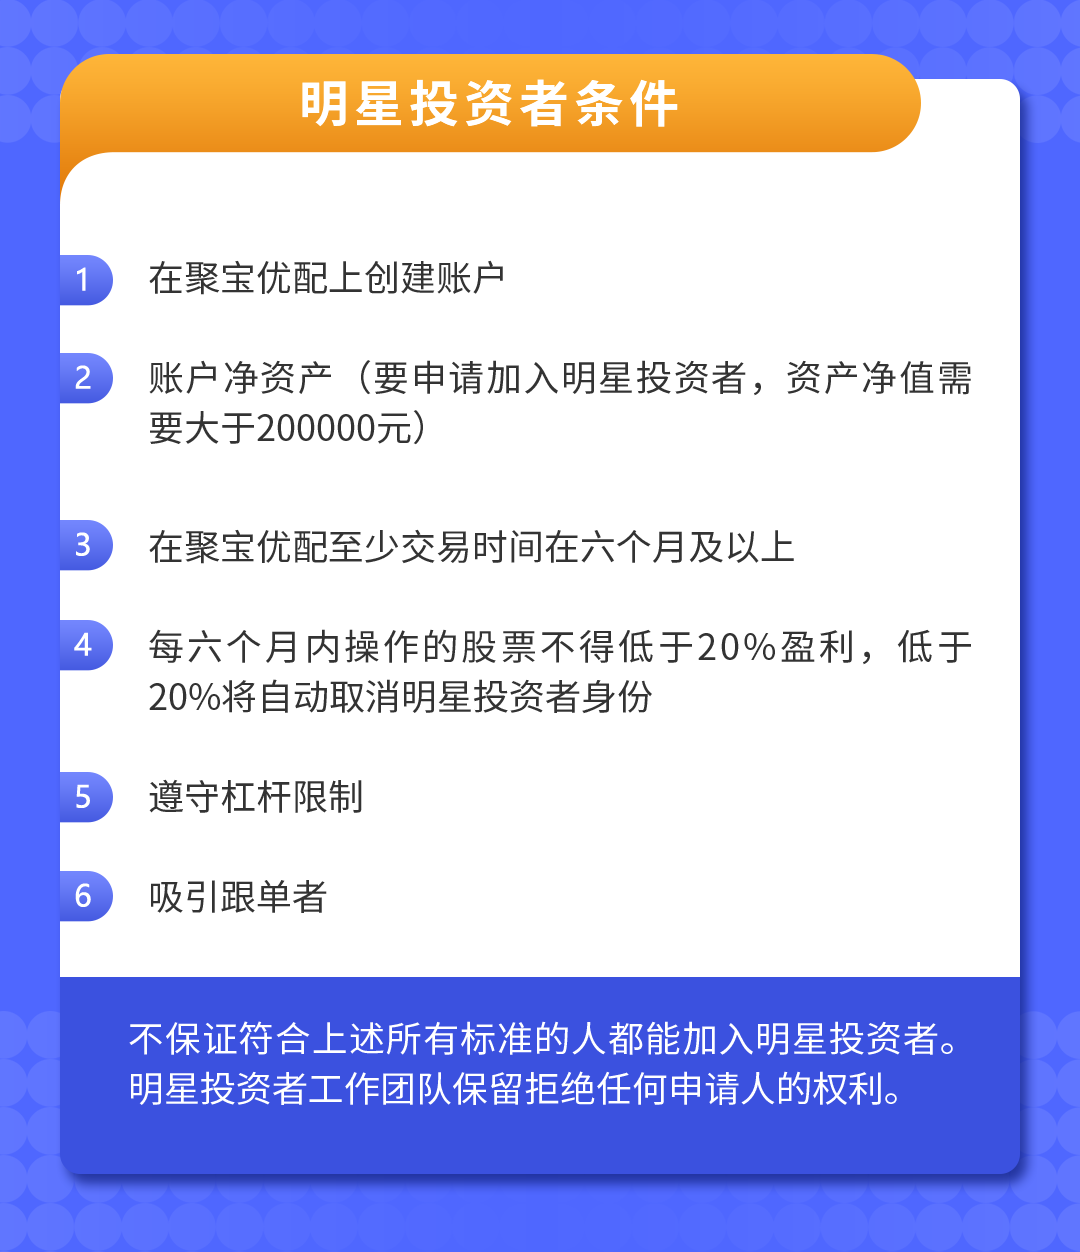 明星投资者条件
1 在聚宝优配上创建账户
2 账户净资产（要申请加入明星投资者，资产净值需
要大于200000元）
3 在聚宝优配至少交易时间在六个月及以上
4 每六个月内操作的股票不得低于20%盈利，低于
20%将自动取消明星投资者身份
5 遵守杠杆限制
6 吸引跟单者
不保证符合上述所有标准的人都能加入明星投资者。
明星投资者工作团队保留拒绝任何申请人的权利。